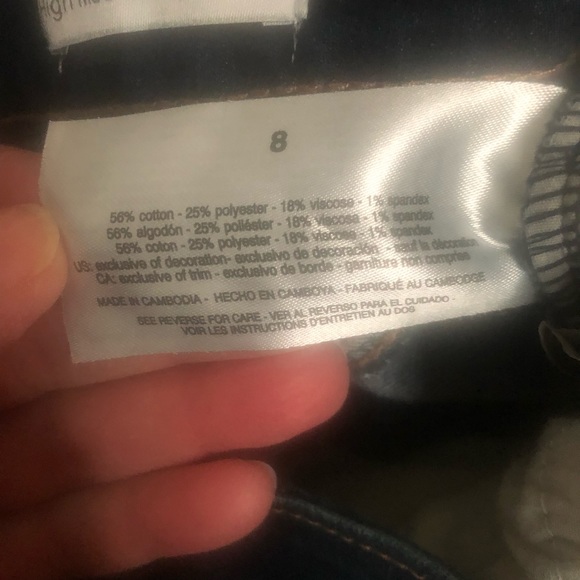 8
56% cotton - 25% polyester - 18% viscose - 1% spandex
56% algodón - 25% poliéster - 18% viscosa - 1% spandex
56% coton - 25% polyester - 18% viscose - 1% spandex
US: exclusive of decoration- exclusivo de decoración - sauf la décoration
CA: exclusive of trim - exclusivo de borde - garniture non comprise
MADE IN CAMBODIA - HECHO EN CAMBOYA - FABRIQUÉ AU CAMBODGE
SEE REVERSE FOR CARE - VER AL REVERSO PARA EL CUIDADO -
VOIR LES INSTRUCTIONS D'ENTRETIEN AU DOS